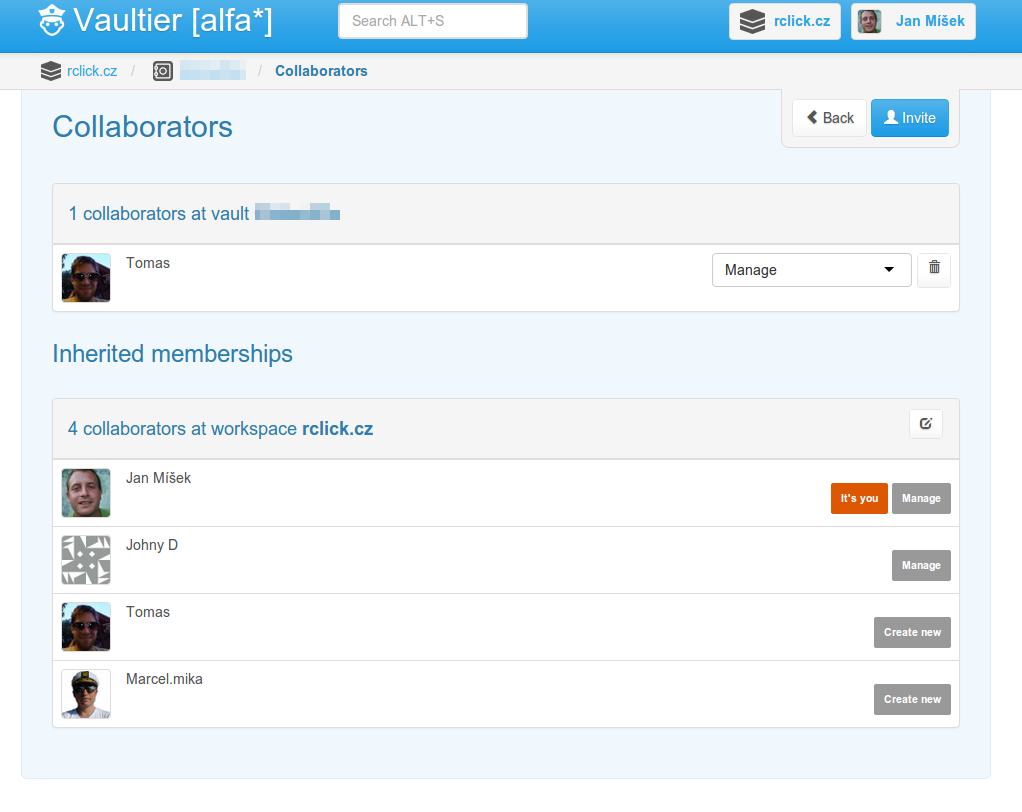 Vaultier [alfa*]
Search ALT+S
rclick.cz
Jan Míšek
rclick.cz / / Collaborators
Collaborators
Back
Invite
1 collaborators at vault
Tomas
Manage
Inherited memberships
4 collaborators at workspace rclick.cz
Jan Míšek
It's you
Manage
Johny D
Manage
Tomas
Create new
Marcel.mika
Create new